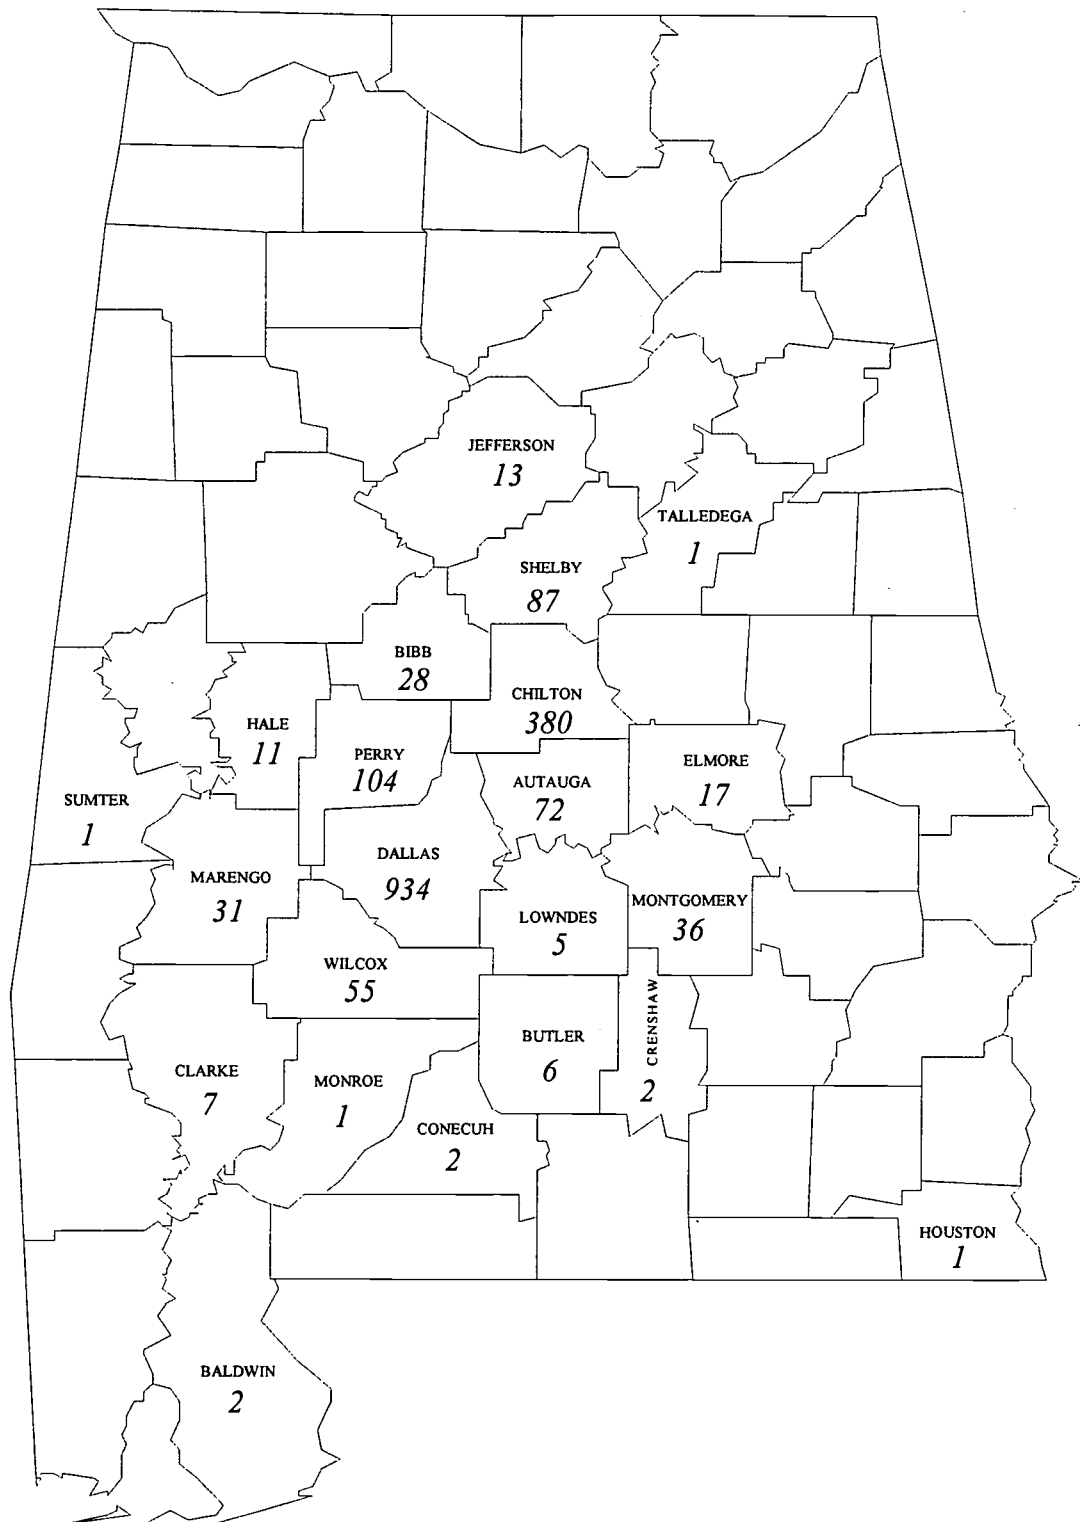 JEFFERSON
13
TALLEDEGA
1
SHELBY
87
BIBB
28
CHILTON
380
HALE
11
PERRY
104
ELMORE
17
AUTAUGA
72
SUMTER
1
DALLAS
934
MARENGO
31
MONTGOMERY
36
LOWNDES
5
WILCOX
55
CRENSHAW
2
BUTLER
6
CLARKE
7
MONROE
1
CONECUH
2
HOUSTON
1
BALDWIN
2